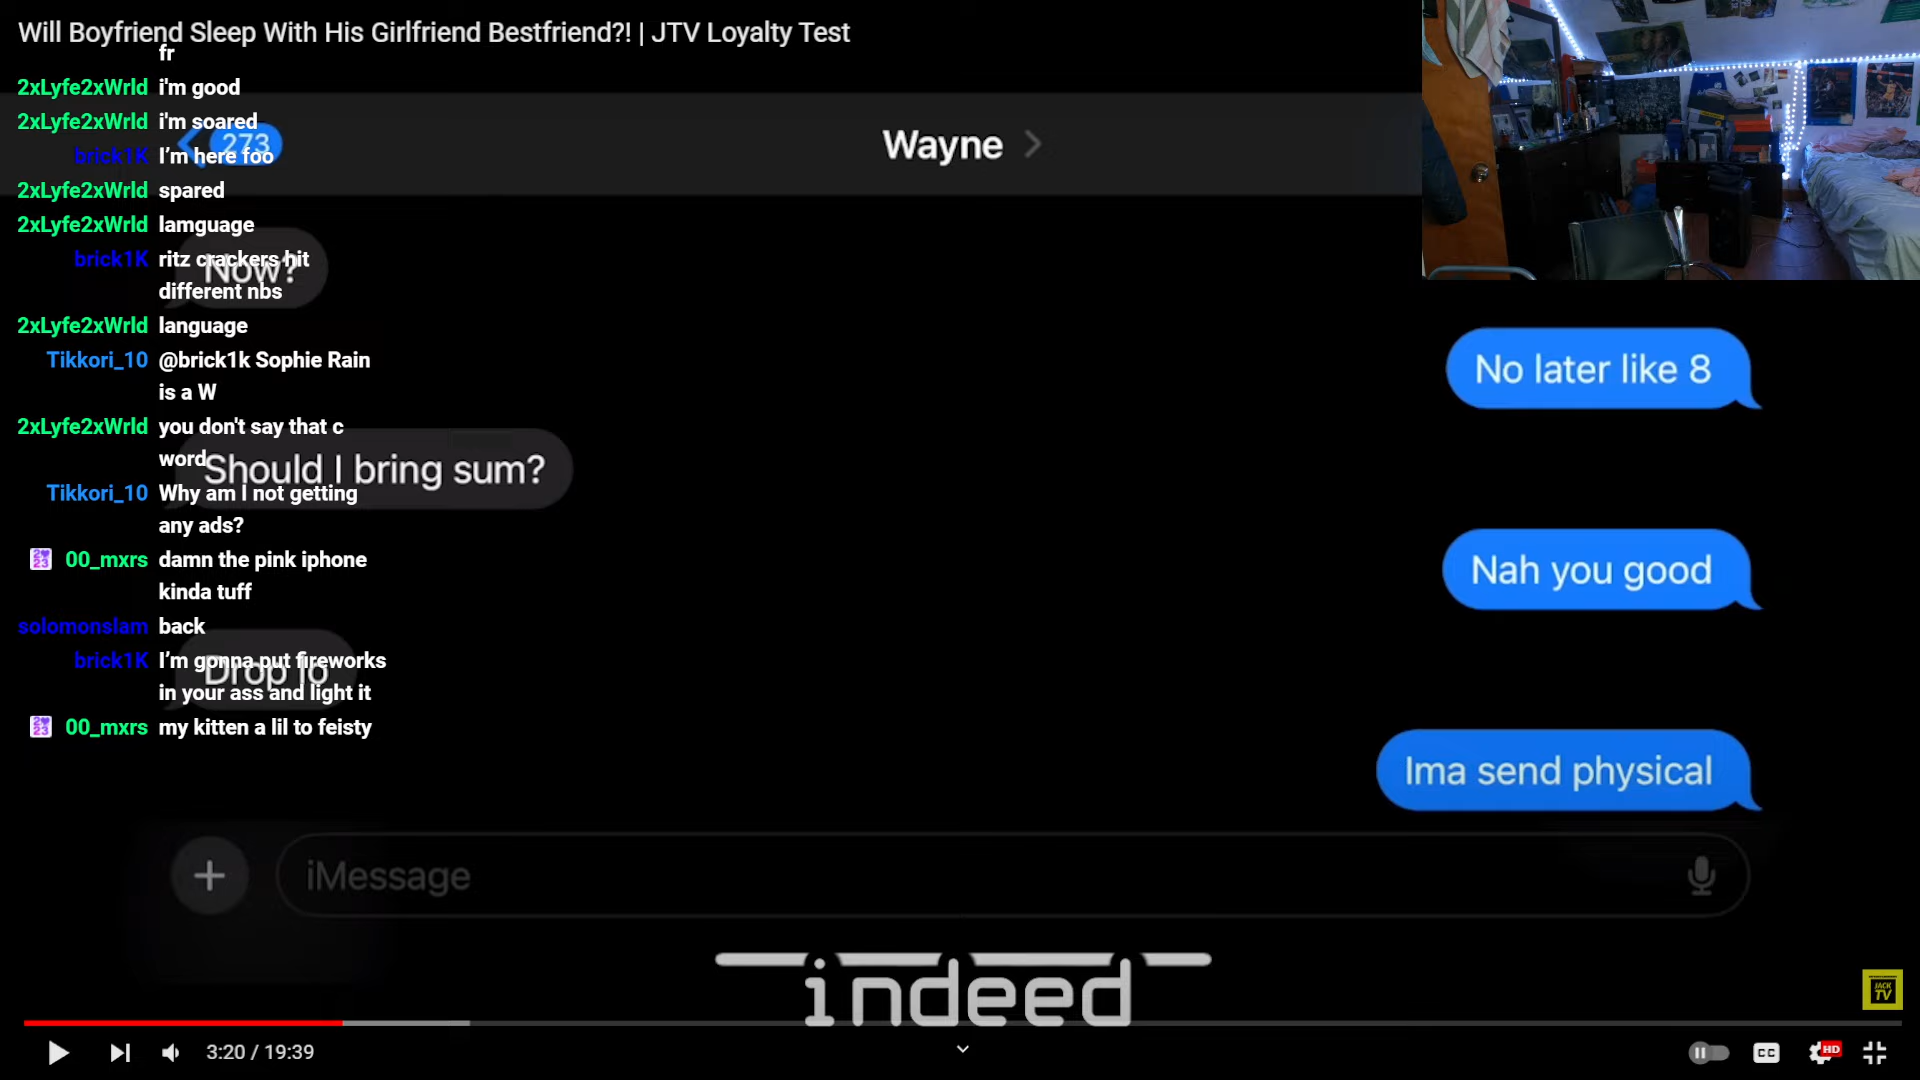 Will Boyfriend Sleep With His Girlfriend Bestfriend?! | JTV Loyalty Test
fr
2xLyfe2xWrld i'm good
2xLyfe2xWrld i'm soared
273
Wayne
brick1K I'm here foo
2xLyfe2xWrld spared
2xLyfe2xWrld lamguage
Now?
brick1K ritz crackers hit
different nbs
2xLyfe2xWrld language
No later like 8
Tikkori_10 @brick1k Sophie Rain
is a W
2xLyfe2xWrld you don't say that c
word
Should I bring sum?
Tikkori_10 Why am I not getting
any ads?
Nah you good
00_mxrs damn the pink iphone
kinda tuff
solomonslam back
brick1K I'm gonna put fireworks
in your ass and light it
Drop lo
00_mxrs my kitten a lil to feisty
Ima send physical
iMessage
indeed
JACK
TV
3:20 / 19:39
CC
HD